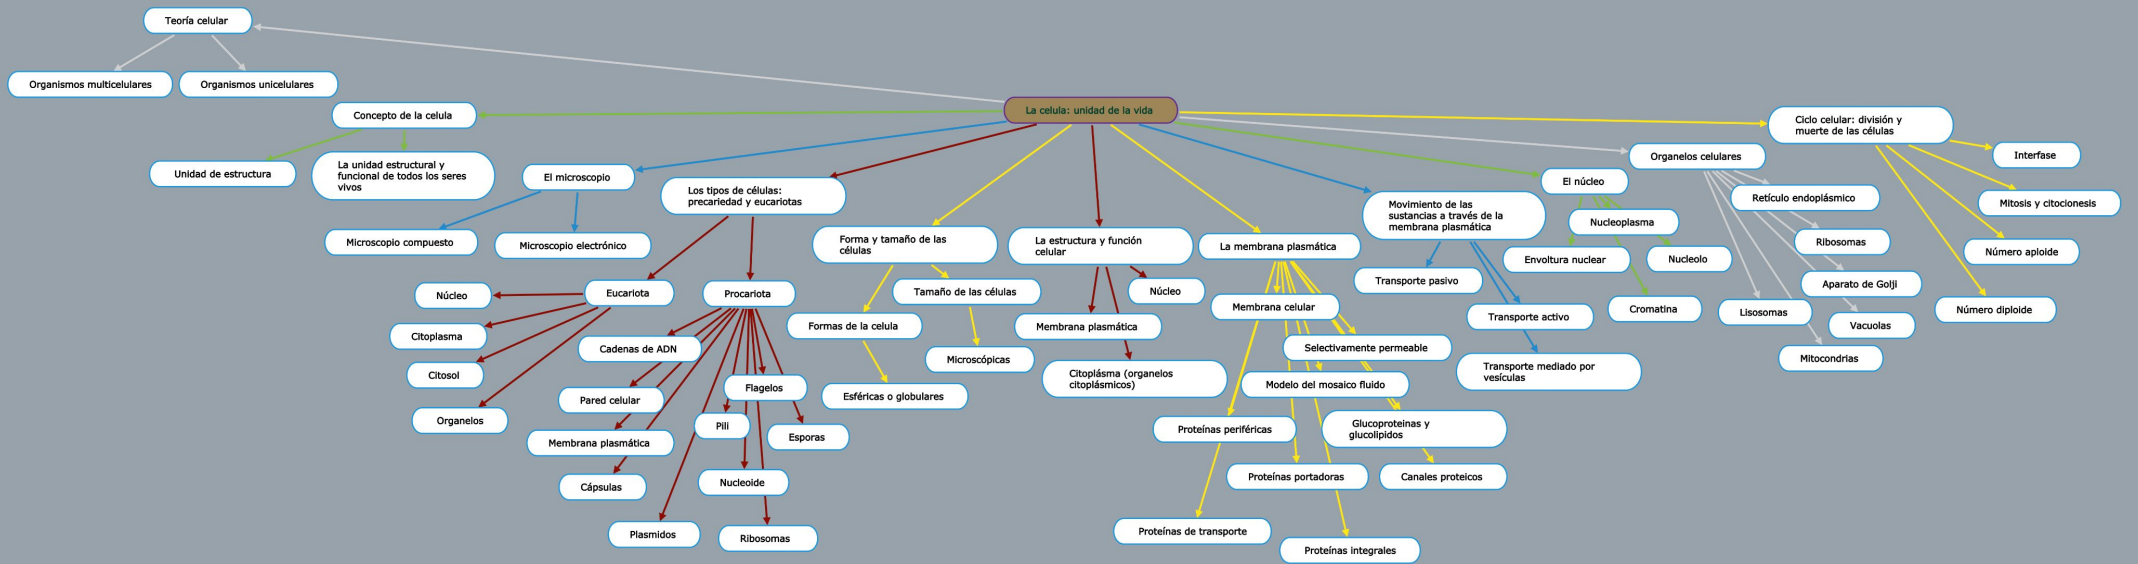 Teoría celular
Organismos multicelulares
Organismos unicelulares
La celula: unidad de la vida
Concepto de la celula
Unidad de estructura
La unidad estructural y
funcional de todos los seres
vivos
El microscopio
Microscopio compuesto
Microscopio electrónico
Los tipos de células:
precariedad y eucariotas
Eucariota
Núcleo
Citoplasma
Citosol
Organelos
Procariota
Cadenas de ADN
Pared celular
Membrana plasmática
Cápsulas
Plasmidos
Pili
Flagelos
Nucleoide
Ribosomas
Esporas
Forma y tamaño de las
células
Formas de la celula
Esféricas o globulares
Tamaño de las células
Microscópicas
La estructura y función
celular
Membrana plasmática
Citoplásma (organelos
citoplásmicos)
Núcleo
La membrana plasmática
Membrana celular
Selectivamente permeable
Modelo del mosaico fluido
Proteínas periféricas
Glucoproteinas y
glucolipidos
Proteínas portadoras
Canales proteicos
Proteínas de transporte
Proteínas integrales
Movimiento de las
sustancias a través de la
membrana plasmática
Transporte pasivo
Transporte activo
Transporte mediado por
vesículas
El núcleo
Nucleoplasma
Envoltura nuclear
Nucleolo
Cromatina
Organelos celulares
Retículo endoplásmico
Ribosomas
Aparato de Golji
Lisosomas
Vacuolas
Mitocondrias
Ciclo celular: división y
muerte de las células
Interfase
Mitosis y citocionesis
Número aploide
Número diploide